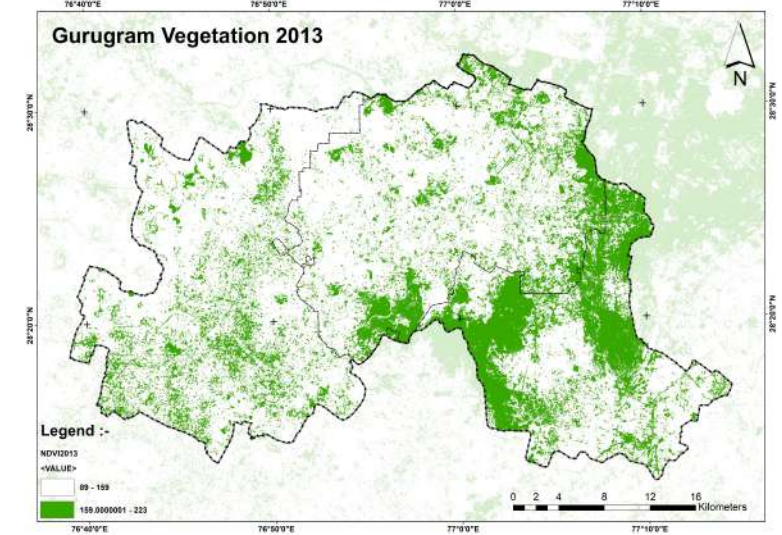 76°40'0"E 76°50'0"E 77°0'0"E 77°10'0"E
Gurugram Vegetation 2013
N
28°30'0"N 28°30'0"N
28°20'0"N 28°20'0"N
Legend :-
NDVI2013
<VALUE>
89 - 159
159.0000001 - 223
0 2 4 8 12 16
Kilometers
76°40'0"E 76°50'0"E 77°0'0"E 77°10'0"E